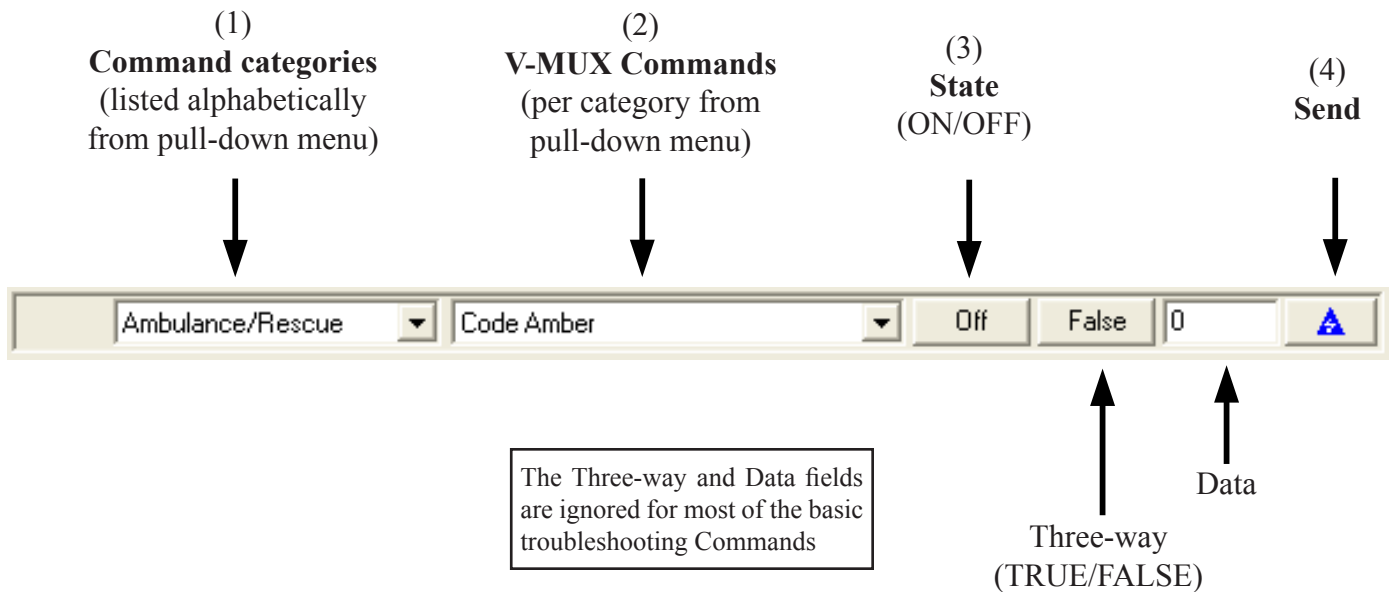 (1)
Command categories
(listed alphabetically
from pull-down menu)
(2)
V-MUX Commands
(per category from
pull-down menu)
(3)
State
(ON/OFF)
(4)
Send
Ambulance/Rescue
Code Amber
Off
False
0
The Three-way and Data fields
are ignored for most of the basic
troubleshooting Commands
Three-way
(TRUE/FALSE)
Data